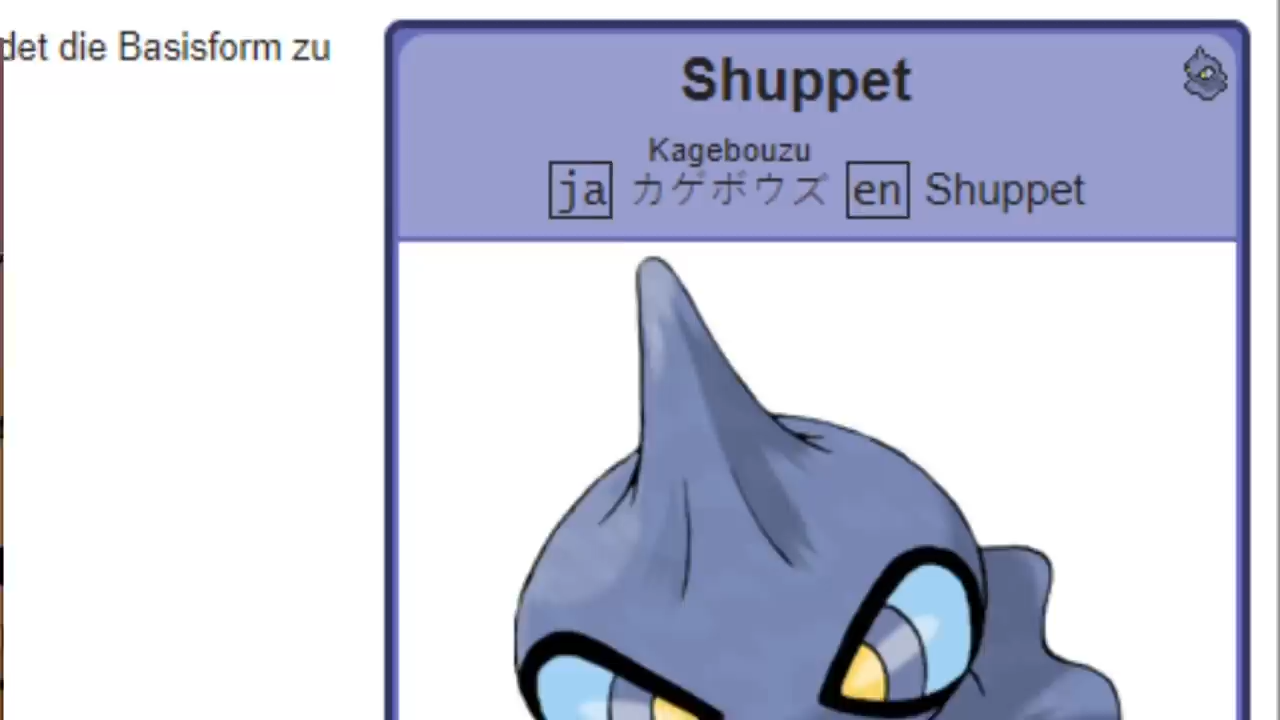 det die Basisform zu
Shuppet
Kagebouzu
ja カゲボウズ en Shuppet